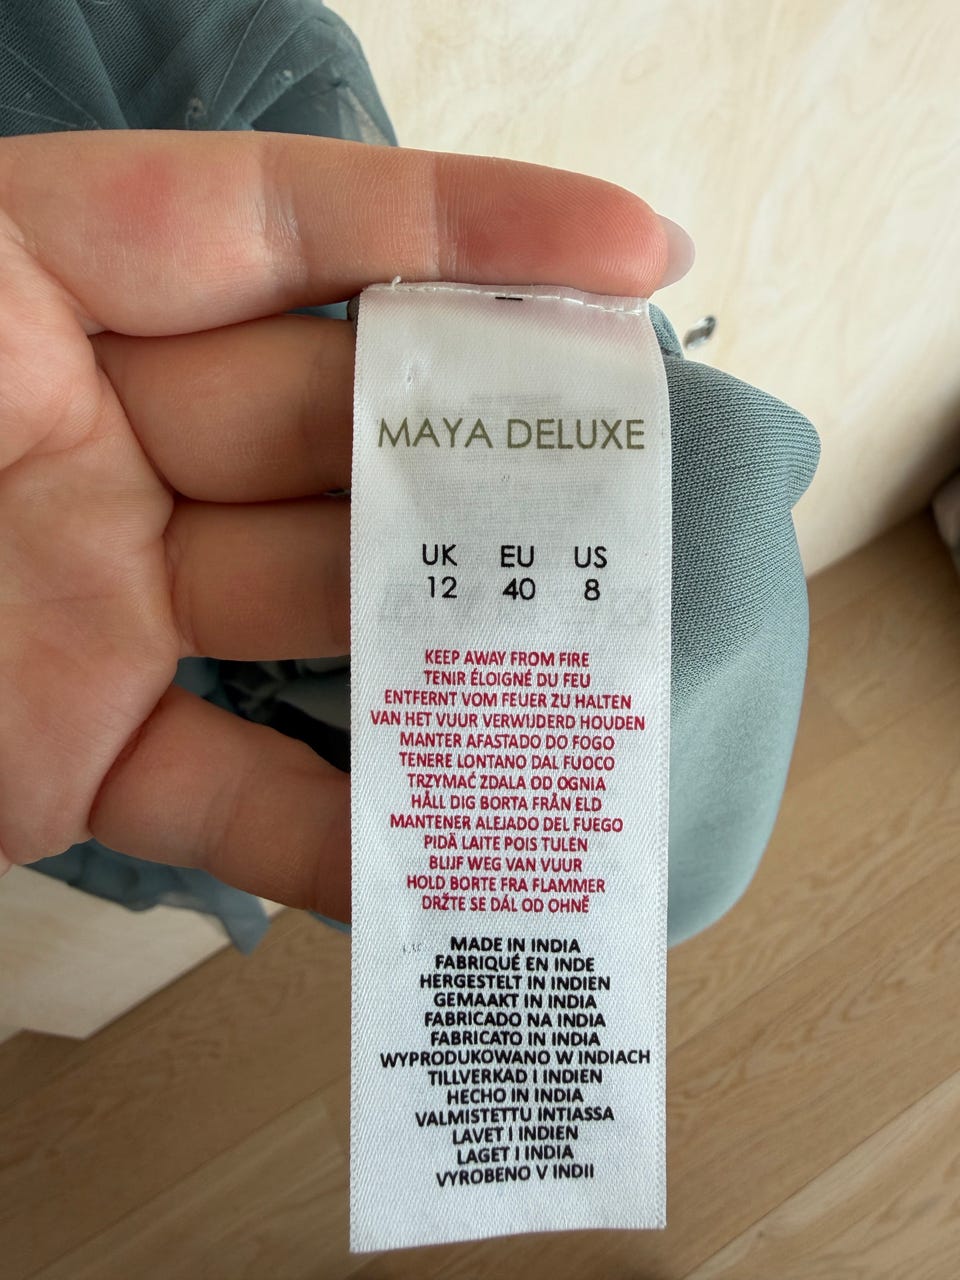 MAYA DELUXE
UK EU US
12 40 8
KEEP AWAY FROM FIRE
TENIR ÉLOIGNÉ DU FEU
ENTFERNT VOM FEUER ZU HALTEN
VAN HET VUUR VERWIJDERD HOUDEN
MANTER AFASTADO DO FOGO
TENERE LONTANO DAL FUOCO
TRZYMAĆ ZDALA OD OGNIA
HÅLL DIG BORTA FRÅN ELD
MANTENER ALEJADO DEL FUEGO
PIDÄ LAITE POIS TULEN
BLIJF WEG VAN VUUR
HOLD BORTE FRA FLAMMER
DRŽTE SE DÁL OD OHNĚ
MADE IN INDIA
FABRIQUÉ EN INDE
HERGESTELT IN INDIEN
GEMAAKT IN INDIA
FABRICADO NA INDIA
FABRICATO IN INDIA
WYPRODUKOWANO W INDIACH
TILLVERKAD I INDIEN
HECHO IN INDIA
VALMISTETTU INTIASSA
LAVET I INDIEN
LAGET I INDIA
VYROBENO V INDII